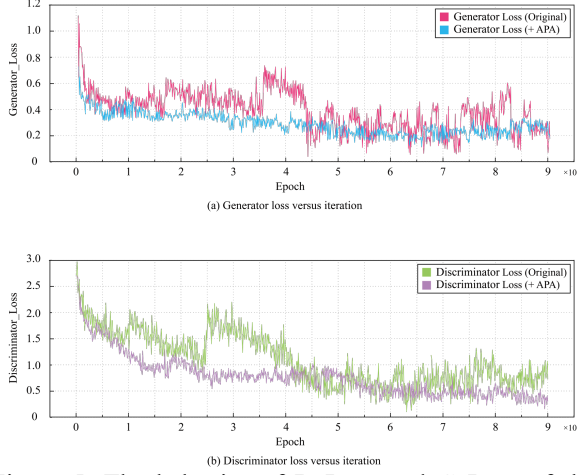 1.2
1.0
0.8
0.6
0.4
0.2
0
Generator_Loss
Generator Loss (Original)
Generator Loss (+ APA)
0 1 2 3 4 5 6 7 8 9 ×10
Epoch
(a) Generator loss versus iteration
3.0
2.5
2.0
1.5
1.0
0.5
0
Discriminator_Loss
Discriminator Loss (Original)
Discriminator Loss (+ APA)
0 1 2 3 4 5 6 7 8 9 ×10
Epoch
(b) Discriminator loss versus iteration